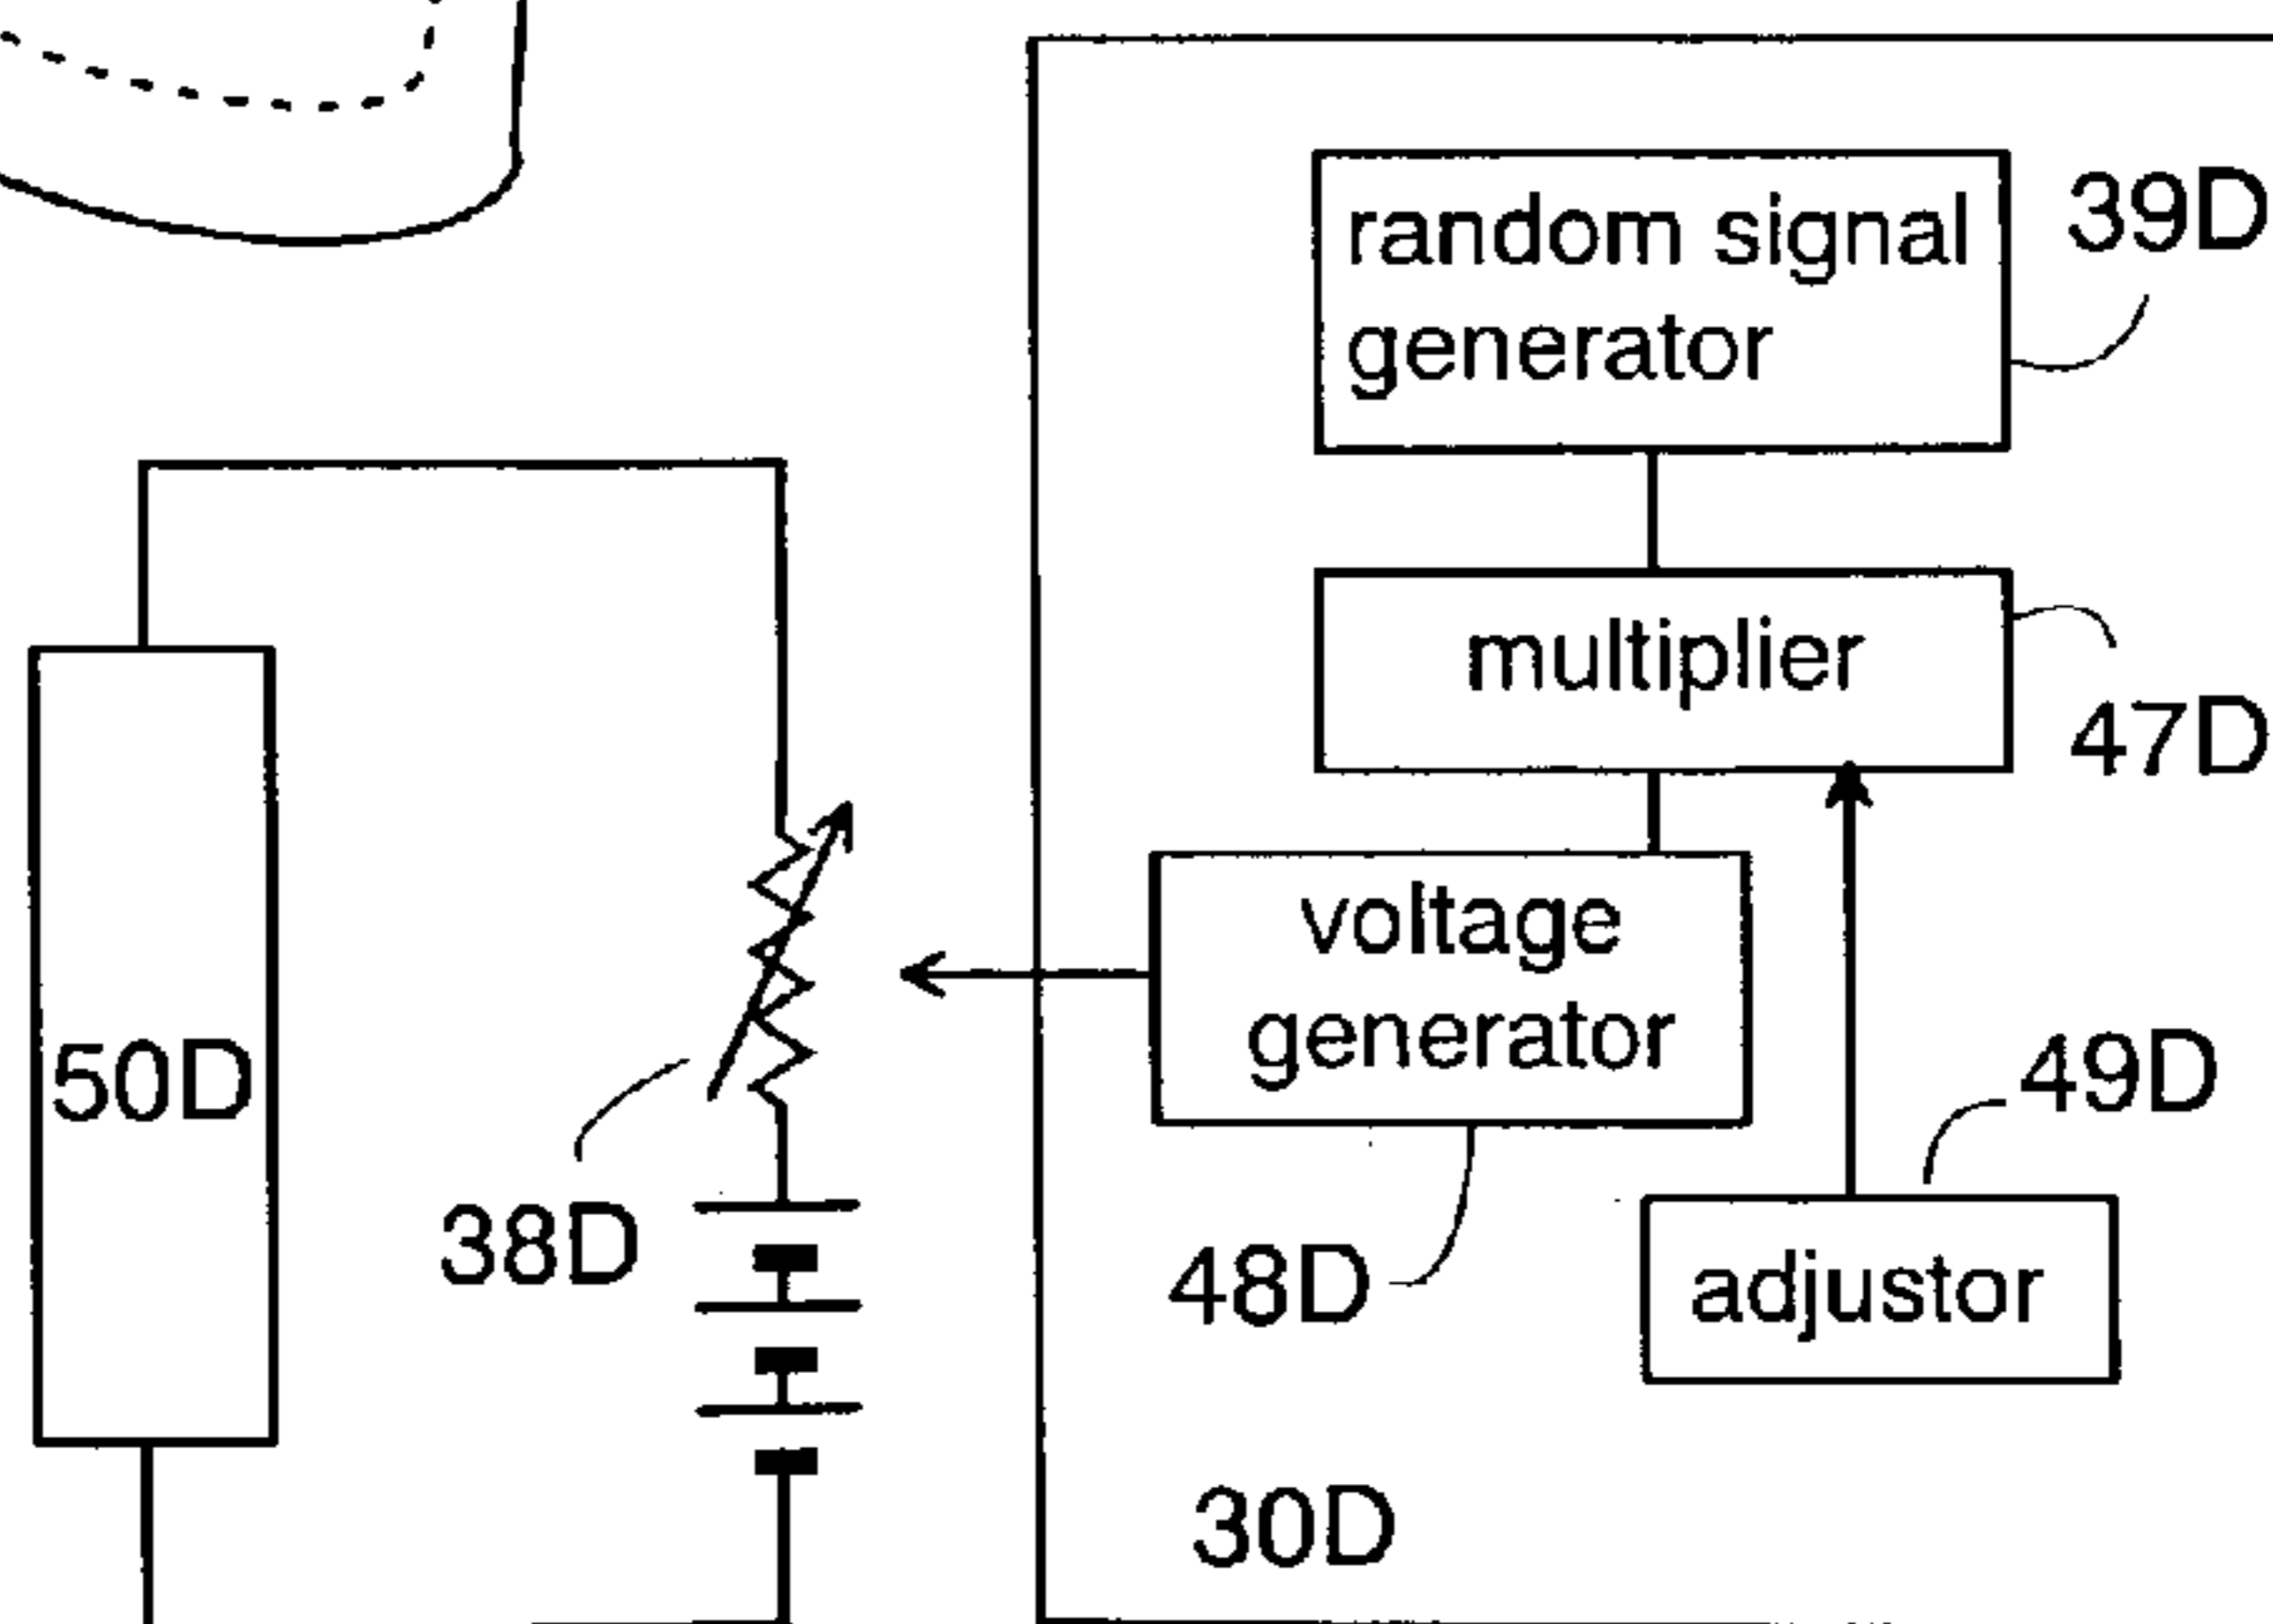 random signal
generator
39D
multiplier
47D
voltage
generator
50D
49D
38D
48D
adjustor
30D